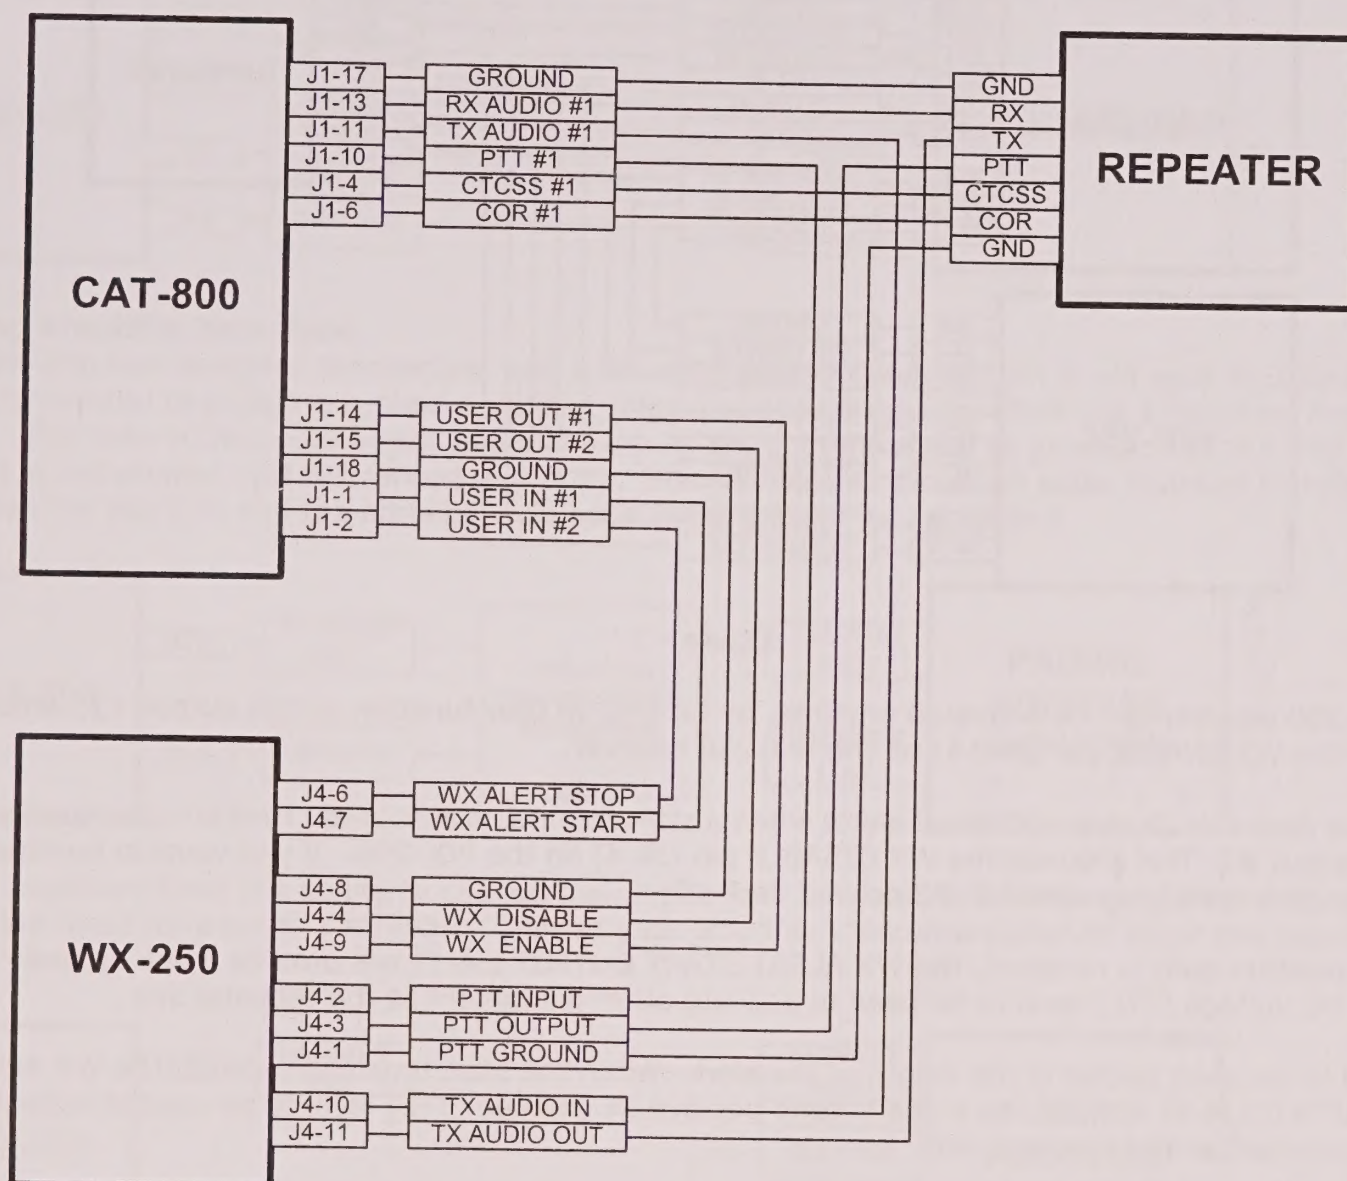 J1-17 GROUND
J1-13 RX AUDIO #1
J1-11 TX AUDIO #1
J1-10 PTT #1
J1-4 CTCSS #1
J1-6 COR #1
GND
RX
TX
PTT
CTCSS
COR
GND
REPEATER
CAT-800
J1-14 USER OUT #1
J1-15 USER OUT #2
J1-18 GROUND
J1-1 USER IN #1
J1-2 USER IN #2
J4-6 WX ALERT STOP
J4-7 WX ALERT START
J4-8 GROUND
J4-4 WX DISABLE
J4-9 WX ENABLE
WX-250
J4-2 PTT INPUT
J4-3 PTT OUTPUT
J4-1 PTT GROUND
J4-10 TX AUDIO IN
J4-11 TX AUDIO OUT